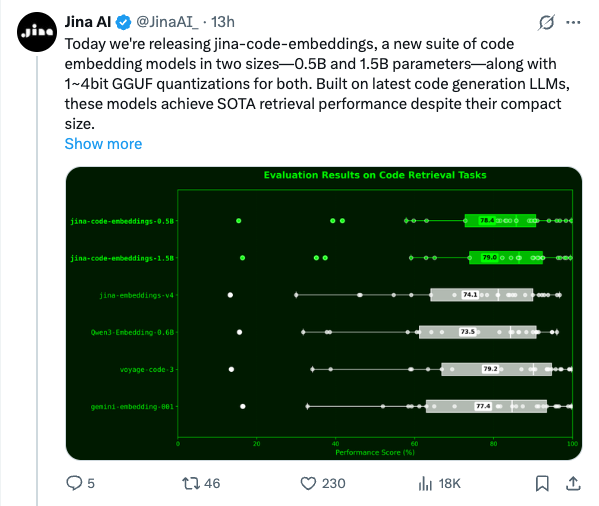 Jina AI @JinaAI_ · 13h
Today we're releasing jina-code-embeddings, a new suite of code
embedding models in two sizes—0.5B and 1.5B parameters—along with
1~4bit GGUF quantizations for both. Built on latest code generation LLMs,
these models achieve SOTA retrieval performance despite their compact
size.
Show more
Evaluation Results on Code Retrieval Tasks
jina-code-embeddings-0.5B
78.4
jina-code-embeddings-1.5B
79.0
jina-embeddings-v4
74.1
Qwen3-Embedding-0.6B
73.5
voyage-code-3
79.2
gemini-embedding-001
77.4
0 20 40 60 80 100
Performance Score (%)
5 46 230 18K